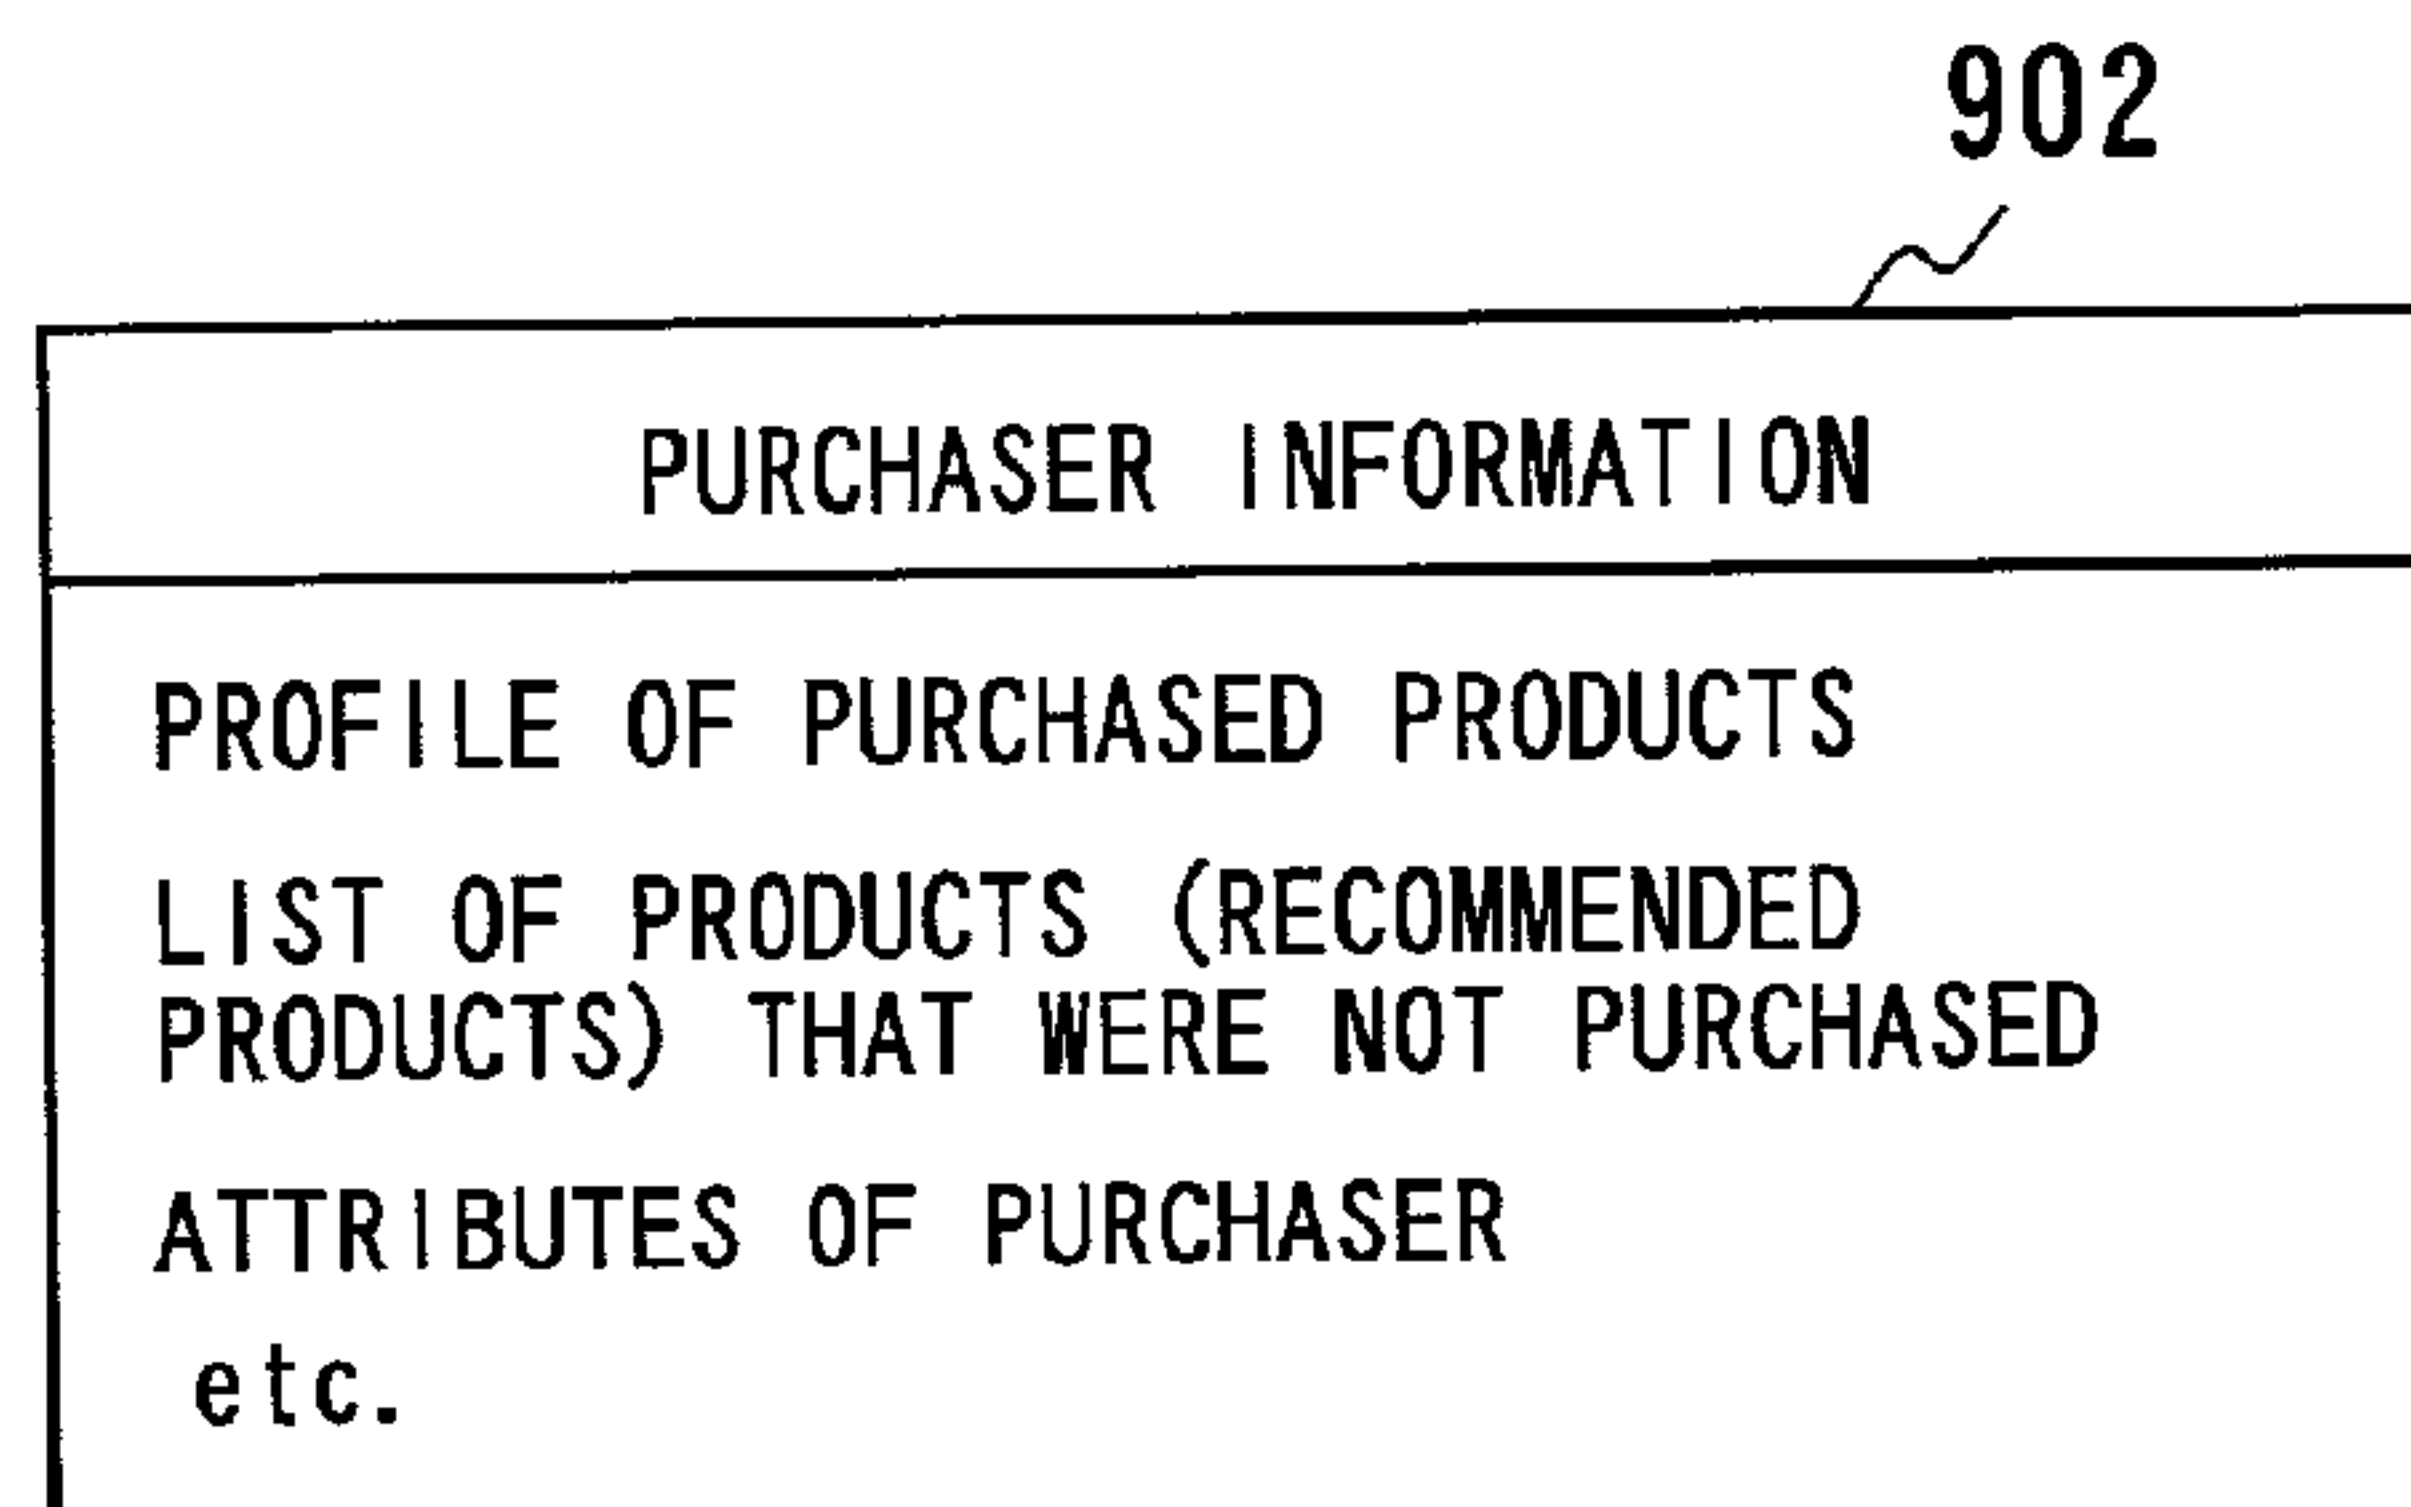 902
PURCHASER INFORMATION
PROFILE OF PURCHASED PRODUCTS
LIST OF PRODUCTS (RECOMMENDED
PRODUCTS) THAT WERE NOT PURCHASED
ATTRIBUTES OF PURCHASER
etc.